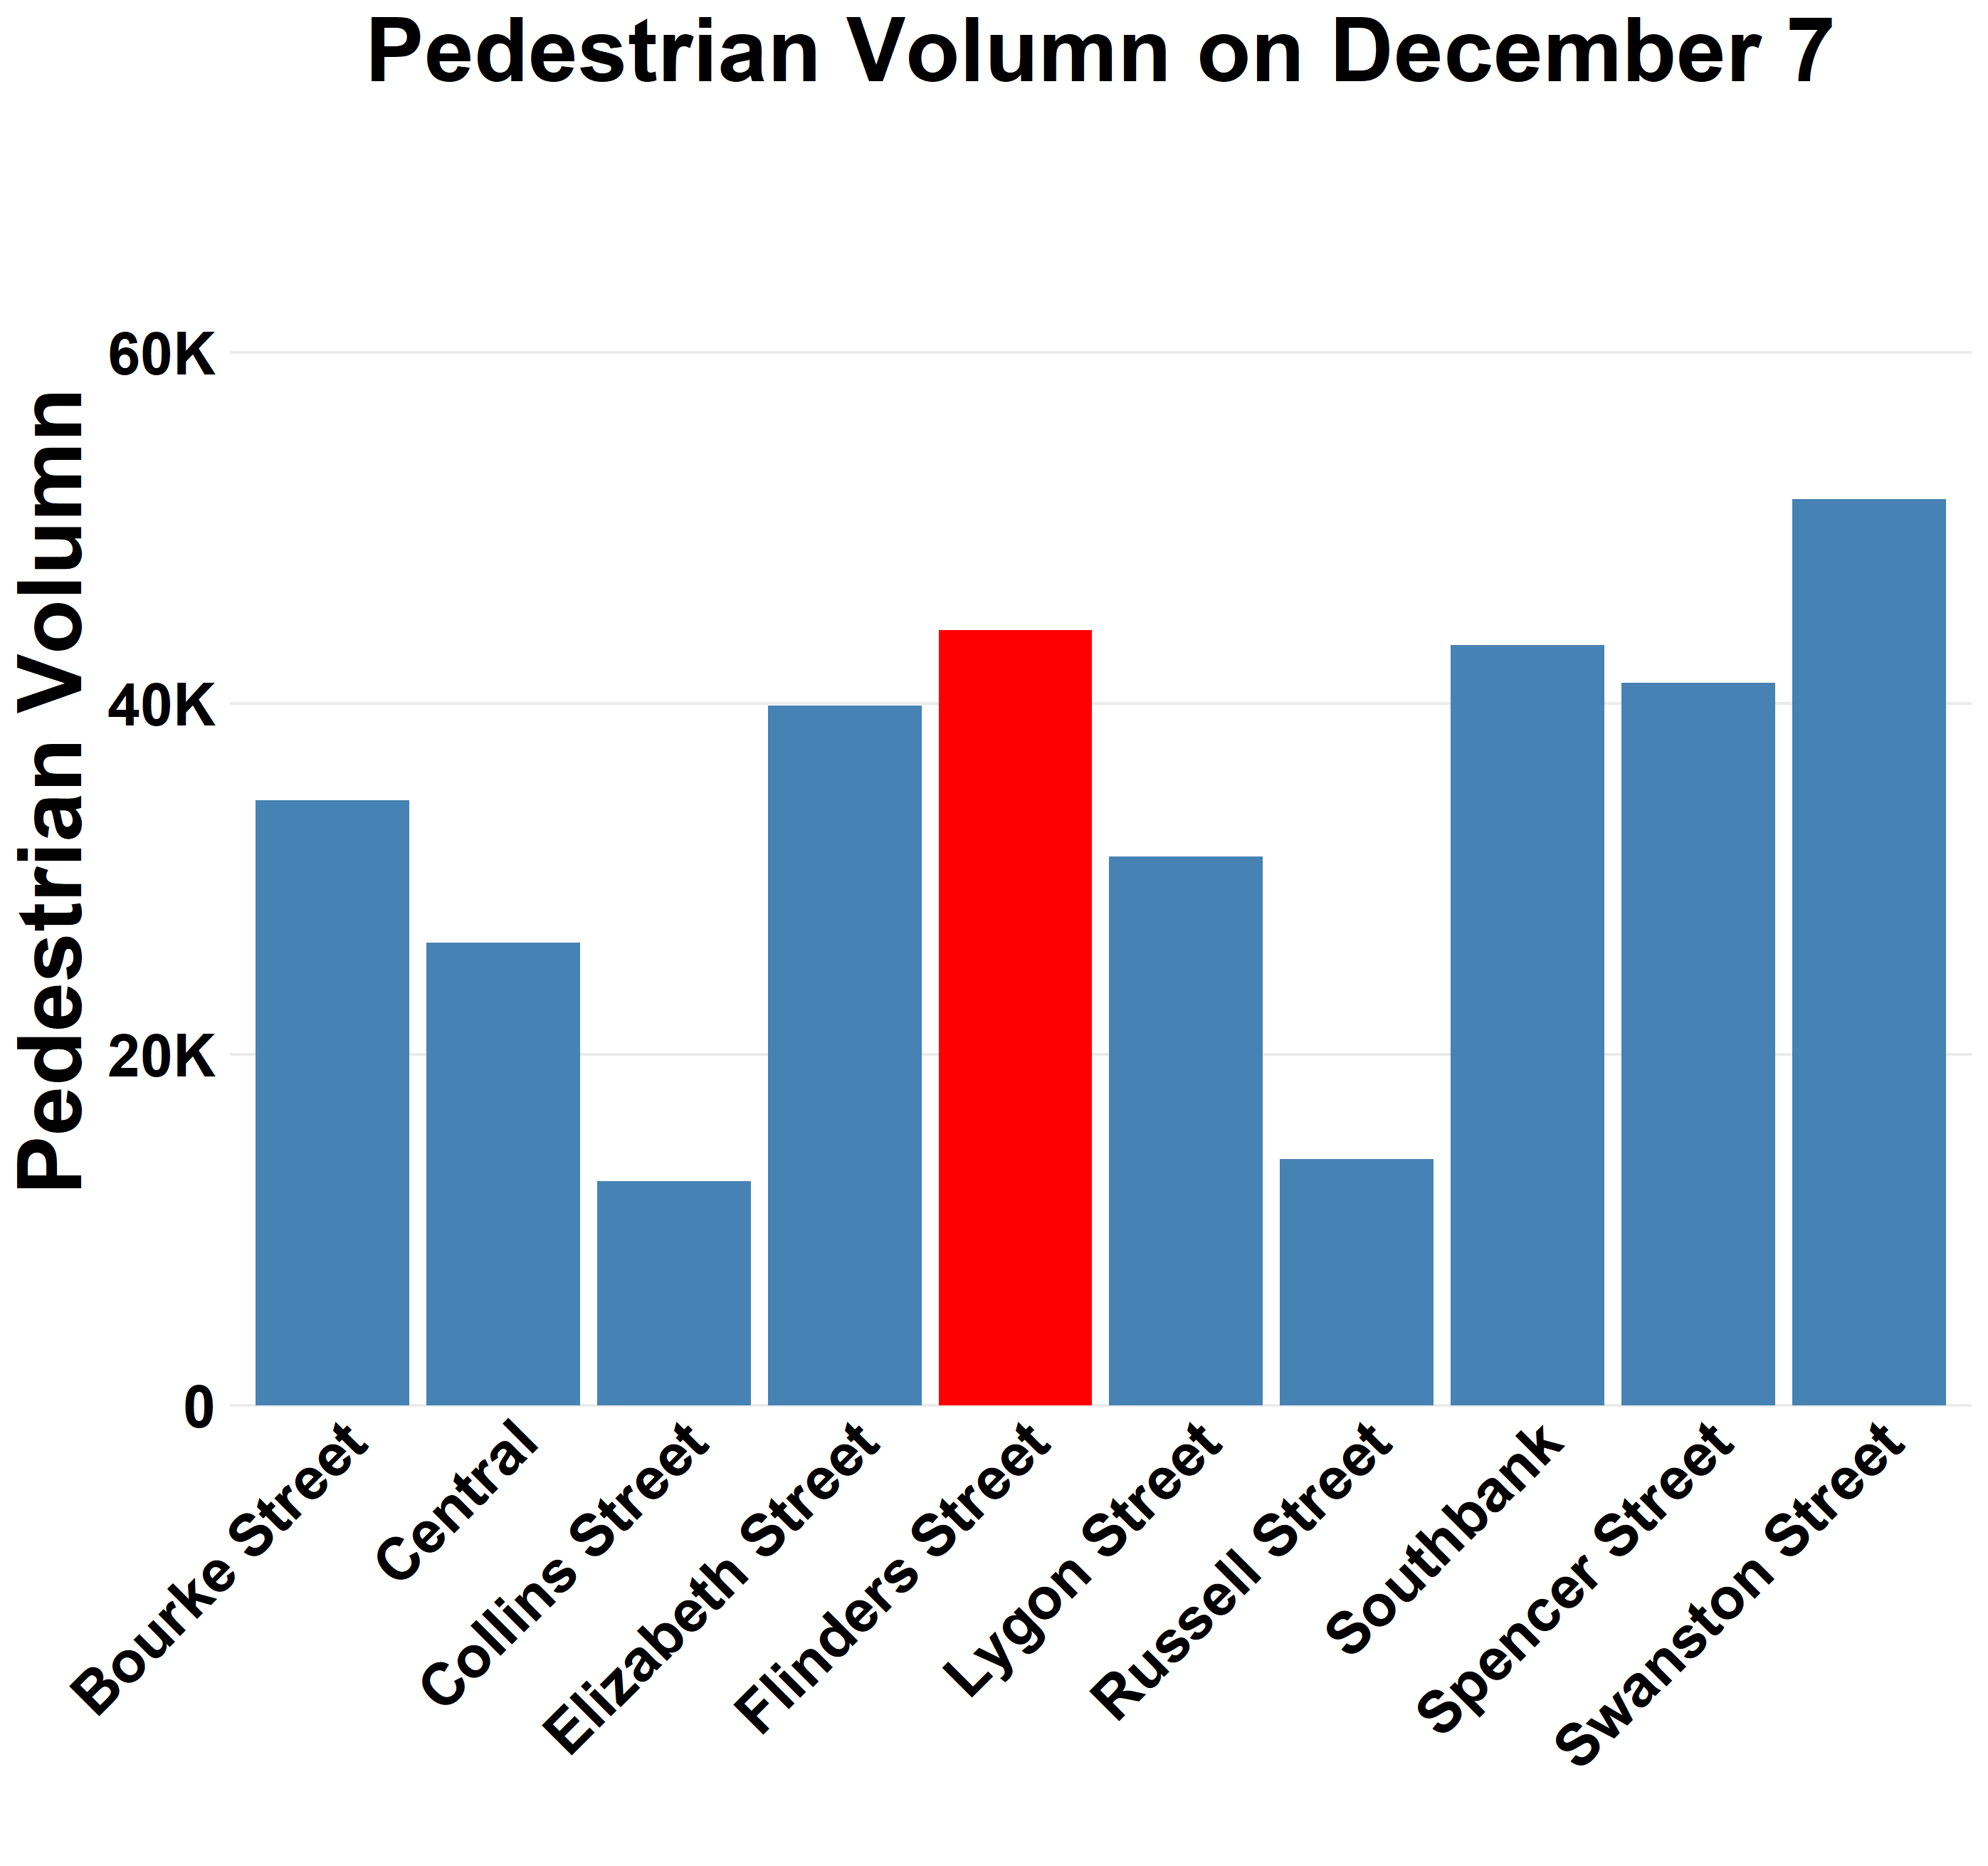 Pedestrian Volumn on December 7
Pedestrian Volumn
60K
40K
20K
0
Bourke Street
Central
Collins Street
Elizabeth Street
Flinders Street
Lygon Street
Russell Street
Southbank
Spencer Street
Swanston Street